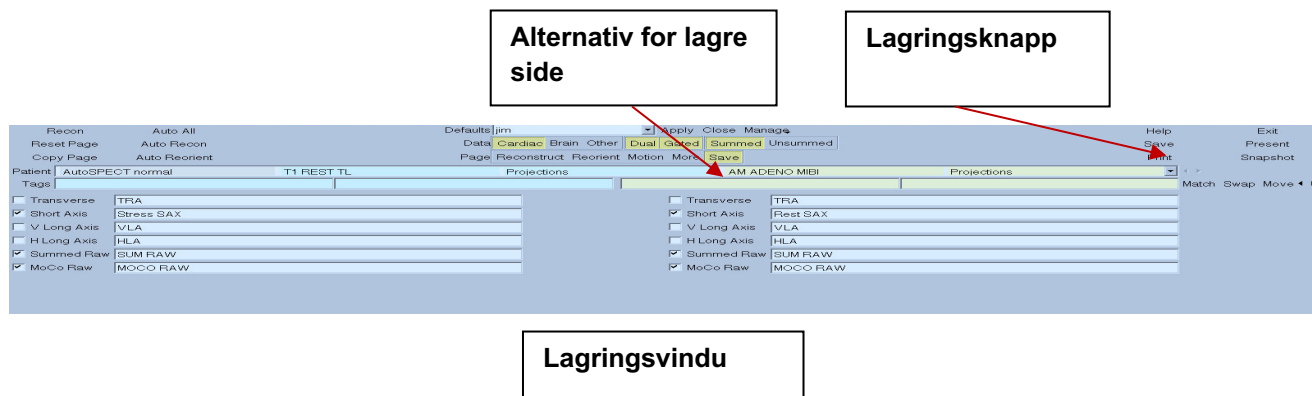 Alternativ for lagre
side
Lagringsknapp
Recon Auto All Defaults jim Apply Close Manage Help Exit
Reset Page Auto Recon Data Cardiac Brain Other Dual Gated Summed Unsummed Save Present
Copy Page Auto Reorient Page Reconstruct Reorient Motion More Save Print Snapshot
Patient AutoSPECT normal T1 REST TL Projections AM ADENO MIBI Projections
Tags Match Swap Move
Transverse TRA Transverse TRA
Short Axis Stress SAX Short Axis Rest SAX
V Long Axis VLA V Long Axis VLA
H Long Axis HLA H Long Axis HLA
Summed Raw SUM RAW Summed Raw SUM RAW
MoCo Raw MOCO RAW MoCo Raw MOCO RAW
Lagringsvindu